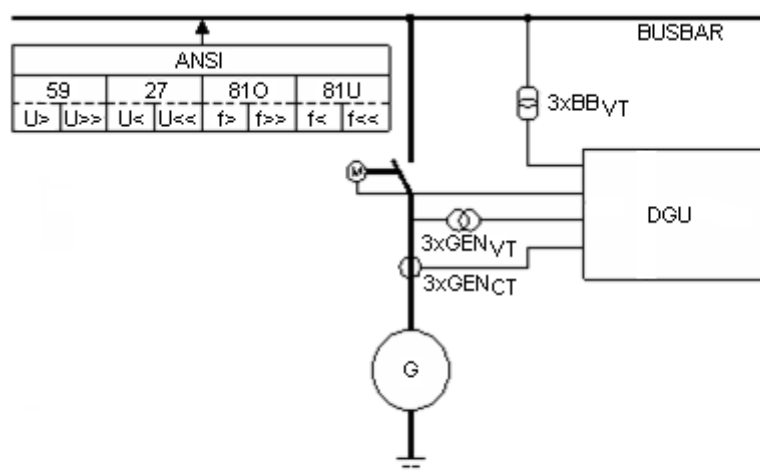 BUSBAR
ANSI
59 27 81O 81U
U> U>> U< U<< f> f>> f< f<<
3xBBVT
M
DGU
3xGENVT
3xGENCT
G